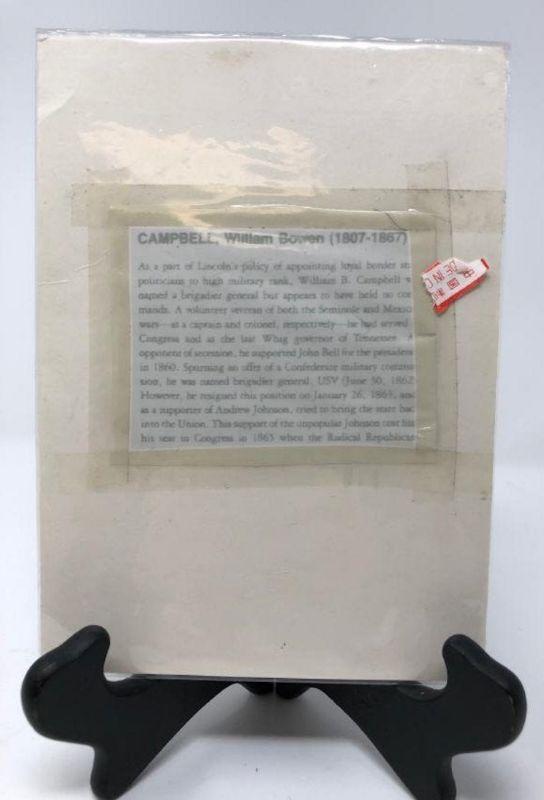 CAMPBELL, William Bowen (1807-1867)
As a part of Lincoln's policy of appointing loyal border st
politicians to high military rank, William B. Campbell w
named a brigadier general but appears to have held no com
mands. A volunteer veteran of both the Seminole and Mexic
wars—as a captain and colonel, respectively—he had served
Congress and as the last Whig governor of Tennessee. A
opponent of secession, he supported John Bell for the presiden
in 1860. Spurning an offer of a Confederate military commis
sion, he was named brigadier general, USV (June 30, 1862
However, he resigned this position on January 26, 1863, and
as a supporter of Andrew Johnson, tried to bring the state bac
into the Union. This support of the unpopular Johnson cost his
his seat in Congress in 1865 when the Radical Republicans